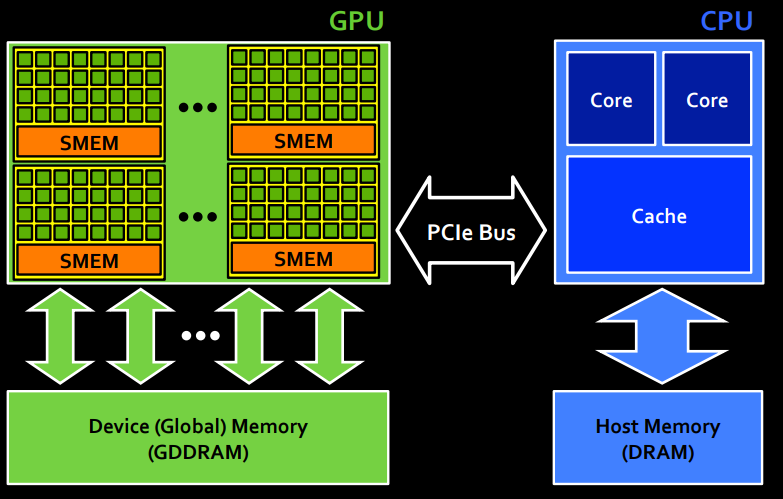 GPU
CPU
SMEM
SMEM
SMEM
SMEM
PCIe Bus
Core
Core
Cache
Device (Global) Memory
(GDDRAM)
Host Memory
(DRAM)